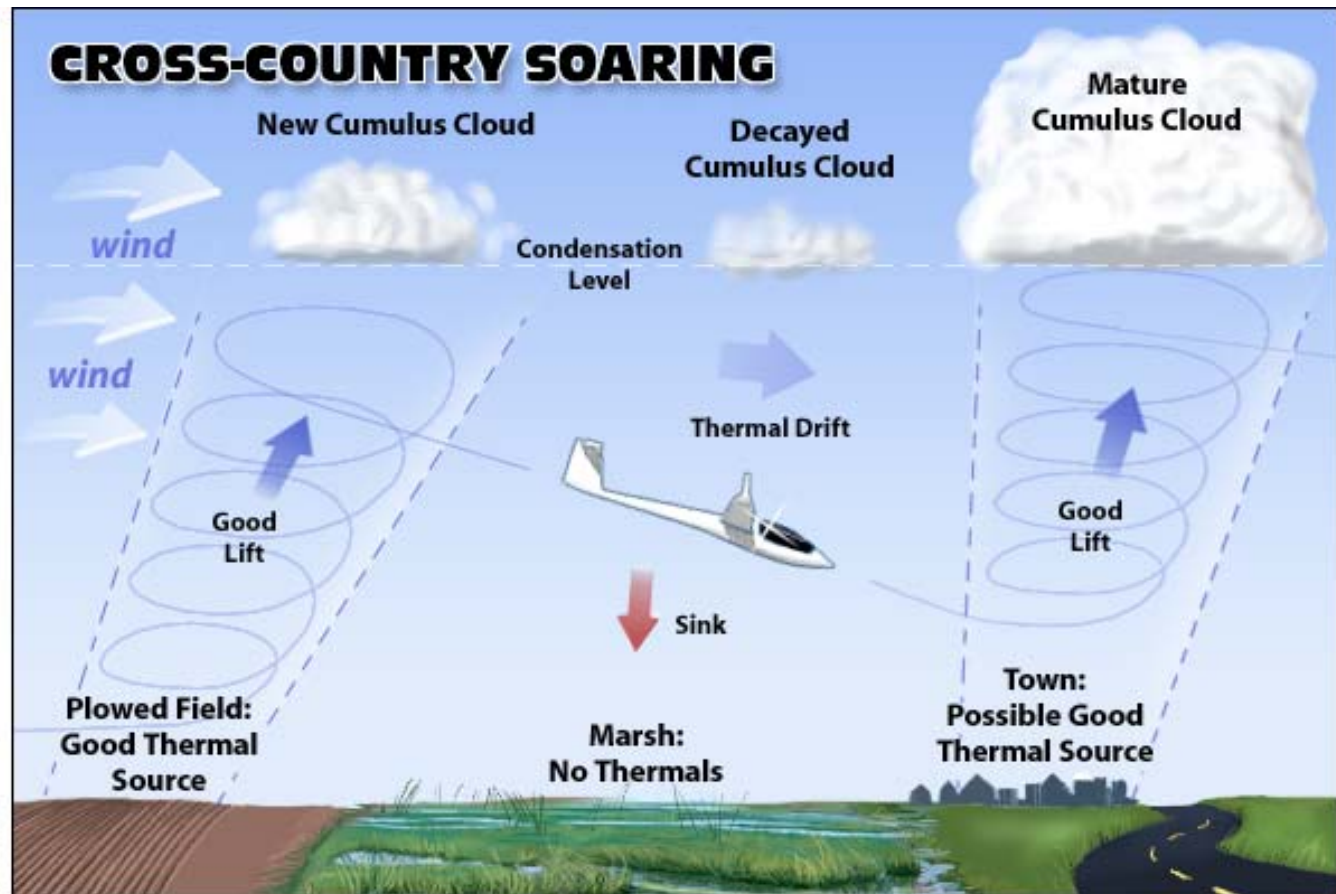 CROSS-COUNTRY SOARING
New Cumulus Cloud
Decayed
Cumulus Cloud
Mature
Cumulus Cloud
wind
Condensation
Level
wind
Thermal Drift
Good
Lift
Good
Lift
Sink
Plowed Field:
Good Thermal
Source
Marsh:
No Thermals
Town:
Possible Good
Thermal Source